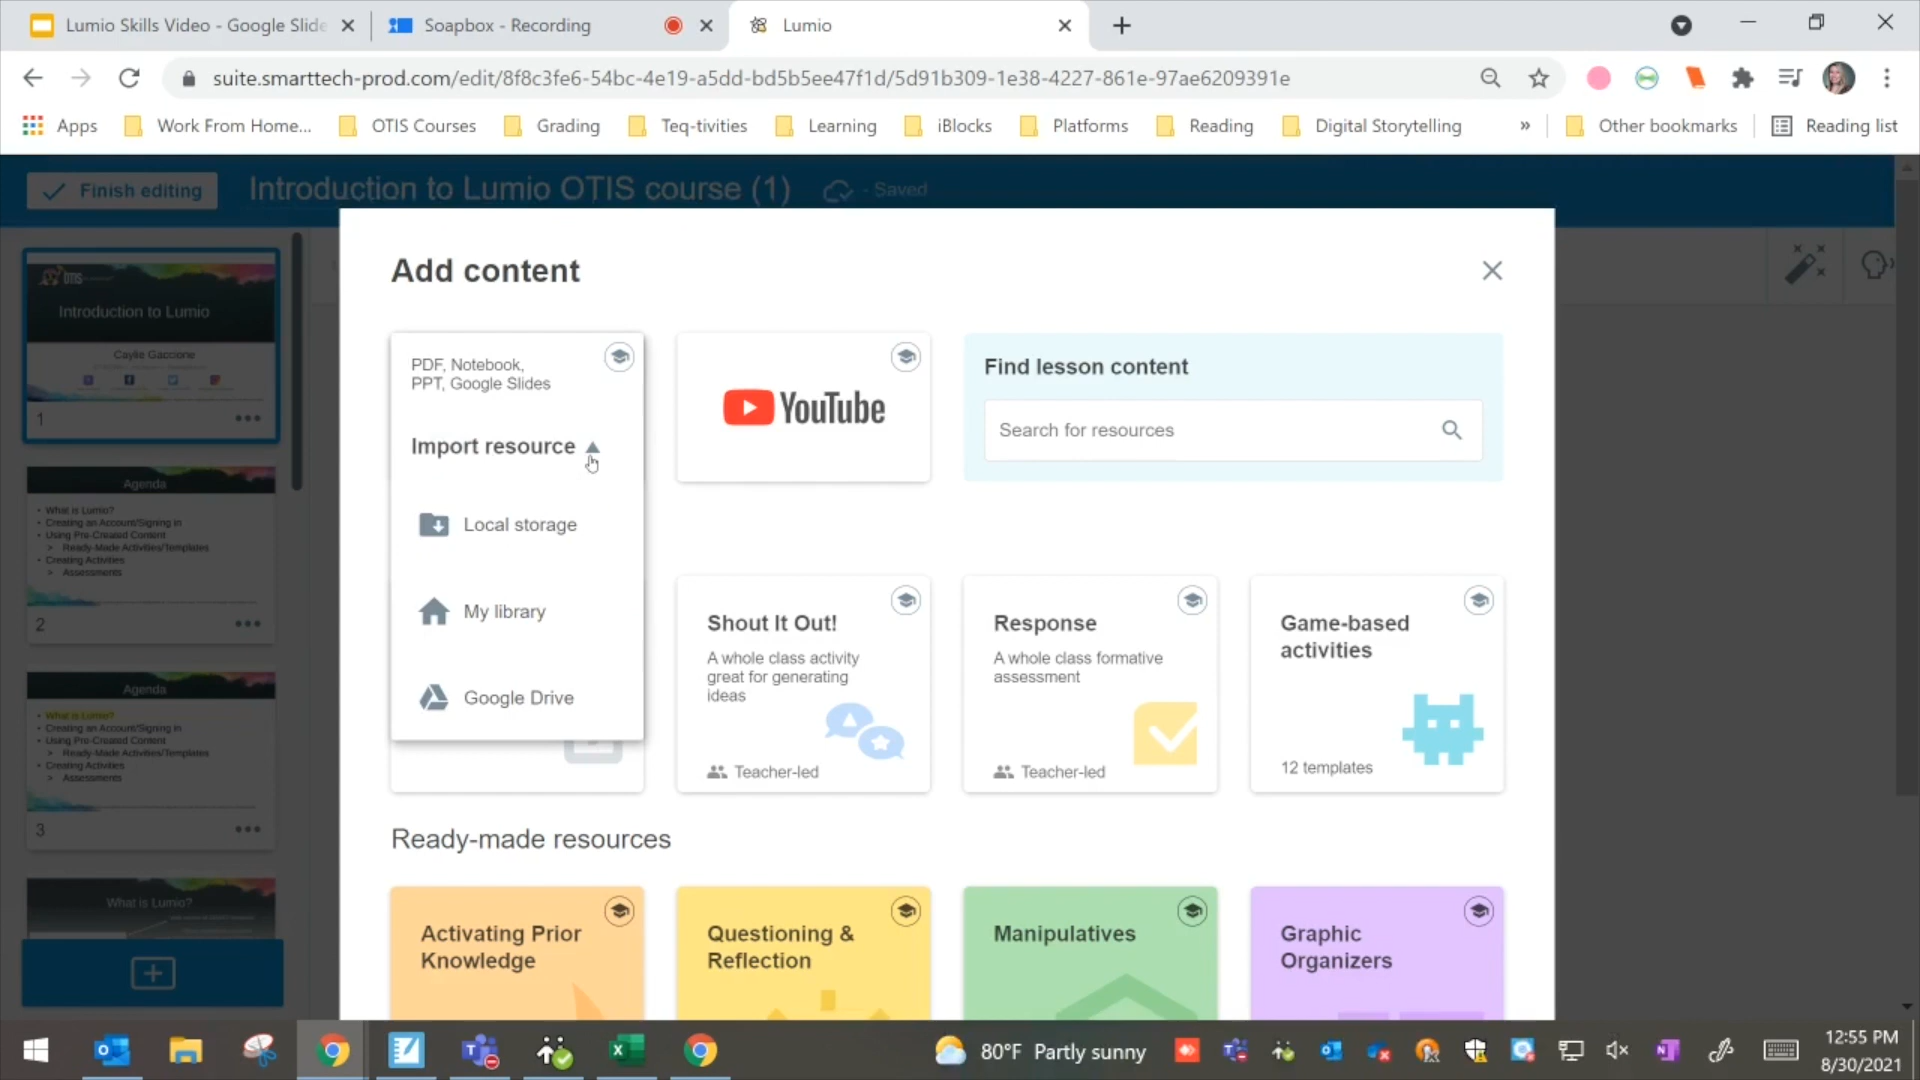 Lumio Skills Video - Google Slide
Soapbox - Recording
Lumio
suite.smarttech-prod.com/edit/8f8c3fe6-54bc-4e19-a5dd-bd5b5ee47f1d/5d91b309-1e38-4227-861e-97ae6209391e
Apps
Work From Home...
OTIS Courses
Grading
Teq-tivities
Learning
iBlocks
Platforms
Reading
Digital Storytelling
»
Other bookmarks
Reading list
Finish editing
Introduction to Lumio OTIS course (1)
- Saved
OTIS
Introduction to Lumio
Caylie Gaccione
1
Agenda
• What is Lumio?
• Creating an Account/Signing in
• Using Pre-Created Content
> Ready-Made Activities/Templates
• Creating Activities
> Assessments
2
Agenda
• What is Lumio?
• Creating an Account/Signing in
• Using Pre-Created Content
> Ready-Made Activities/Templates
• Creating Activities
> Assessments
3
What is Lumio?
Add content
PDF, Notebook,
PPT, Google Slides
Import resource
Local storage
My library
Google Drive
YouTube
Find lesson content
Search for resources
Shout It Out!
A whole class activity
great for generating
ideas
Teacher-led
Response
A whole class formative
assessment
Teacher-led
Game-based
activities
12 templates
Ready-made resources
Activating Prior
Knowledge
Questioning &
Reflection
Manipulatives
Graphic
Organizers
80°F Partly sunny
12:55 PM
8/30/2021